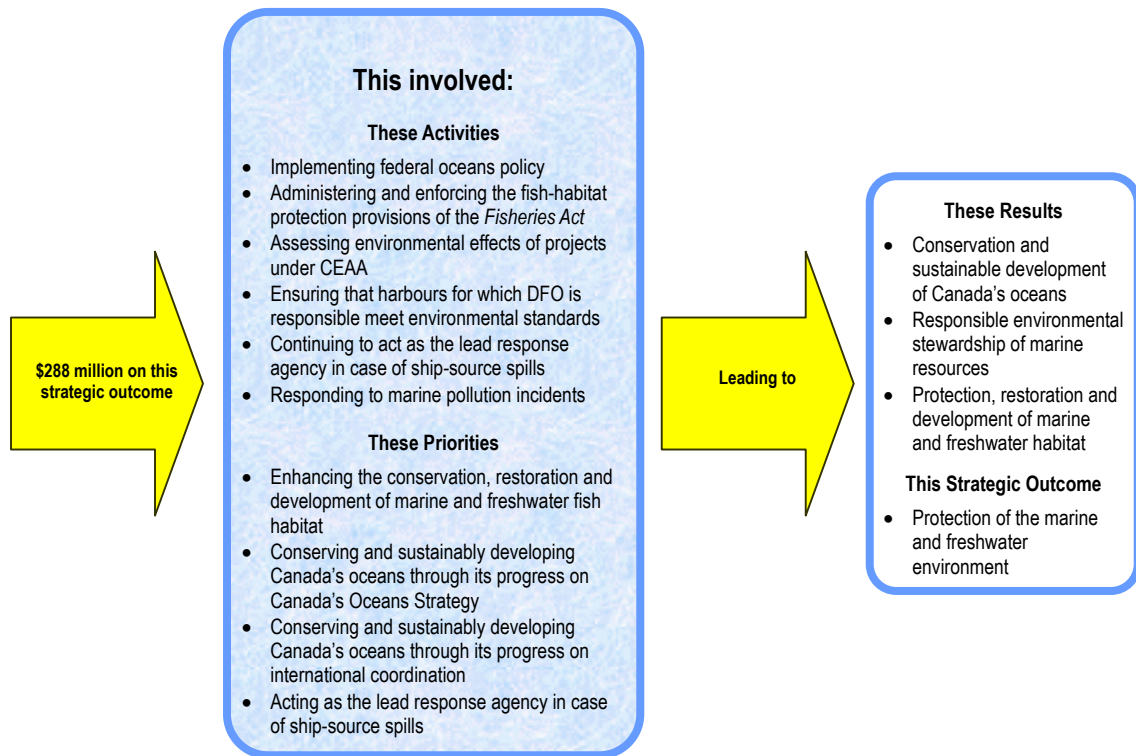 $288 million on this
strategic outcome
This involved:
These Activities
• Implementing federal oceans policy
• Administering and enforcing the fish-habitat
protection provisions of the Fisheries Act
• Assessing environmental effects of projects
under CEAA
• Ensuring that harbours for which DFO is
responsible meet environmental standards
• Continuing to act as the lead response
agency in case of ship-source spills
• Responding to marine pollution incidents
These Priorities
• Enhancing the conservation, restoration and
development of marine and freshwater fish
habitat
• Conserving and sustainably developing
Canada's oceans through its progress on
Canada's Oceans Strategy
• Conserving and sustainably developing
Canada's oceans through its progress on
international coordination
• Acting as the lead response agency in case
of ship-source spills
Leading to
These Results
• Conservation and
sustainable development
of Canada's oceans
• Responsible environmental
stewardship of marine
resources
• Protection, restoration and
development of marine
and freshwater habitat
This Strategic Outcome
• Protection of the marine
and freshwater
environment